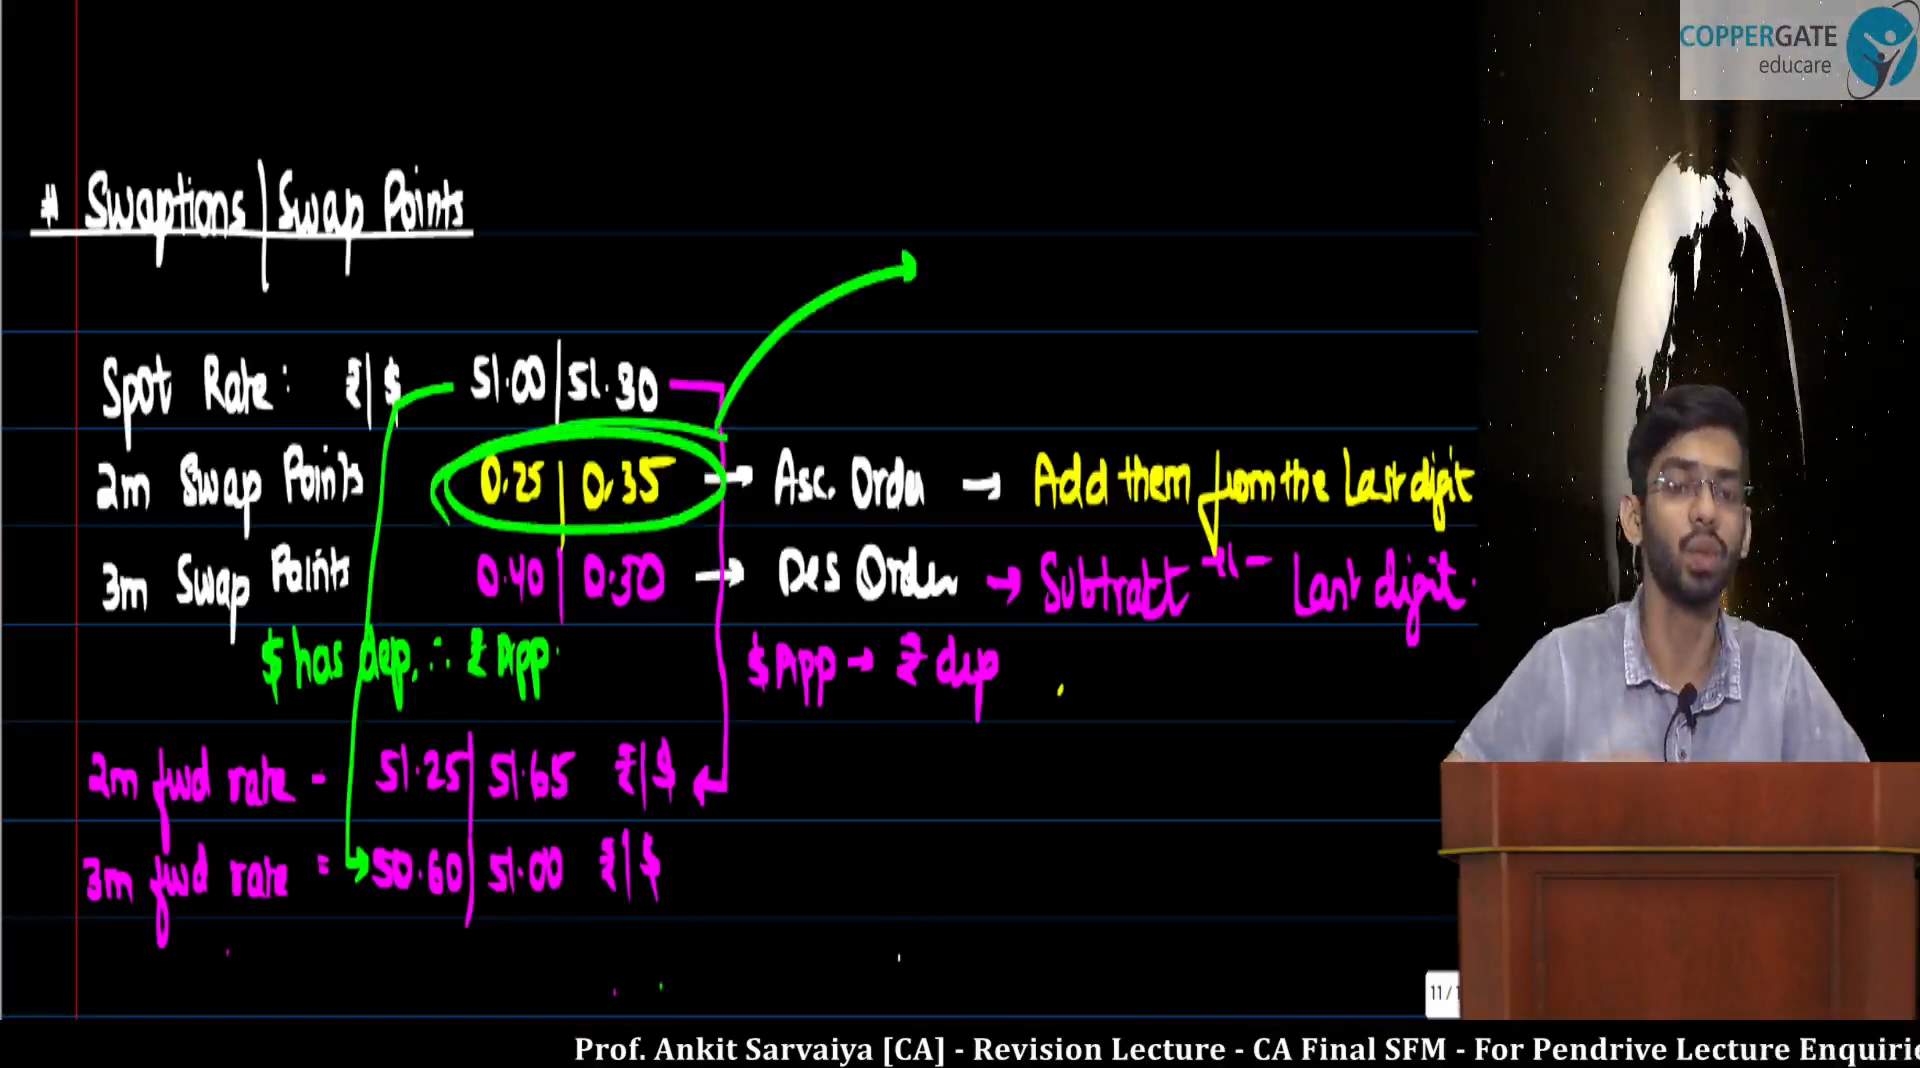 COPPERGATE
educare
# Swaptions | Swap Points
Spot Rate: ₹|$ 51.00 | 51.30
2m Swap Points 0.25 | 0.35 → Asc. Order → Add them from the Last digit
3m Swap Points 0.40 | 0.30 → Des Order → Subtract —"— Last digit.
$ has dep. ∴ ₹ App. $ App → ₹ dep
2m fwd rate - 51.25 | 51.65 ₹|$
3m fwd rate = 50.60 | 51.00 ₹|$
11/1
Prof. Ankit Sarvaiya [CA] - Revision Lecture - CA Final SFM - For Pendrive Lecture Enquirie